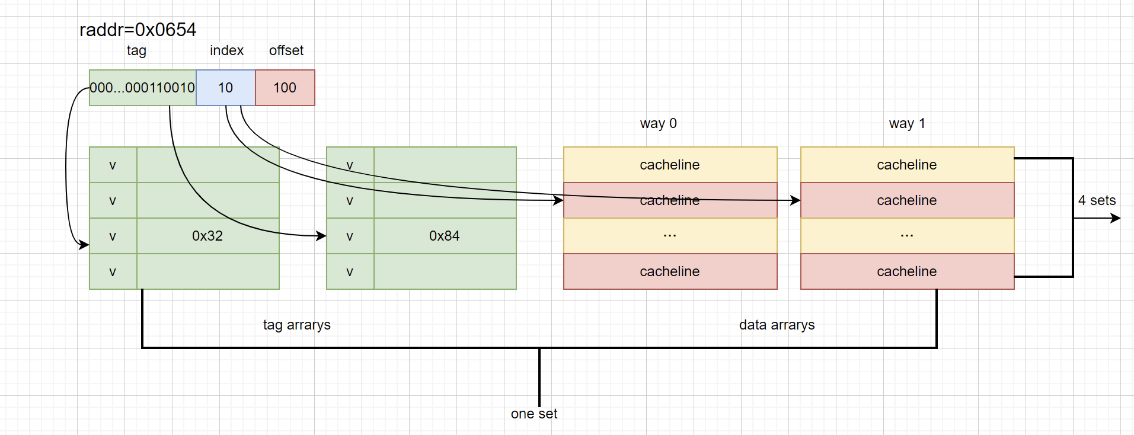 raddr=0x0654
tag index offset
000...000110010 10 100
way 0 way 1
v v cacheline cacheline
v v cacheline cacheline
4 sets
v 0x32 v 0x84 ... ...
v v cacheline cacheline
tag arrarys data arrarys
one set